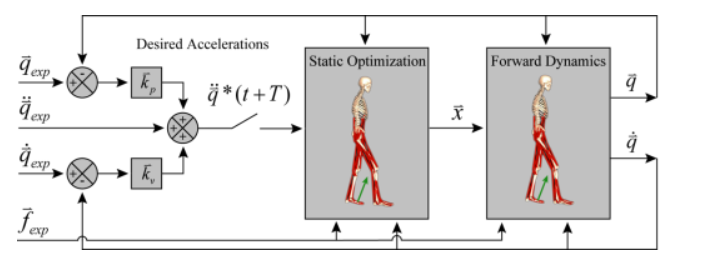 Desired Accelerations
Static Optimization
Forward Dynamics
q⃗_exp
- + k⃗_p
q̈⃗*(t+T)
q⃗
q̈⃗_exp
+ + +
x⃗
q̇⃗_exp
+ - k⃗_v
q̇⃗
f⃗_exp